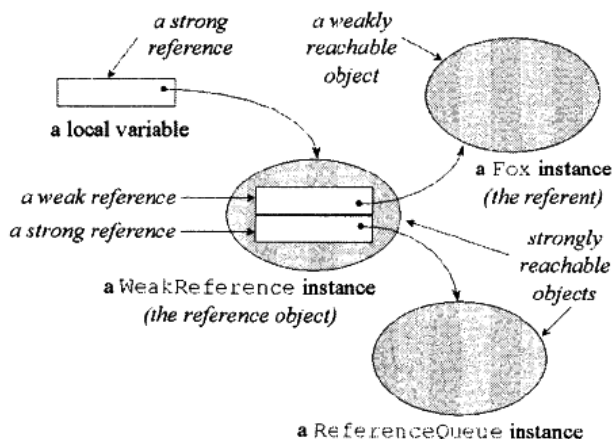 a strong
reference
a local variable
a weakly
reachable
object
a Fox instance
(the referent)
a weak reference
a strong reference
a WeakReference instance
(the reference object)
strongly
reachable
objects
a ReferenceQueue instance